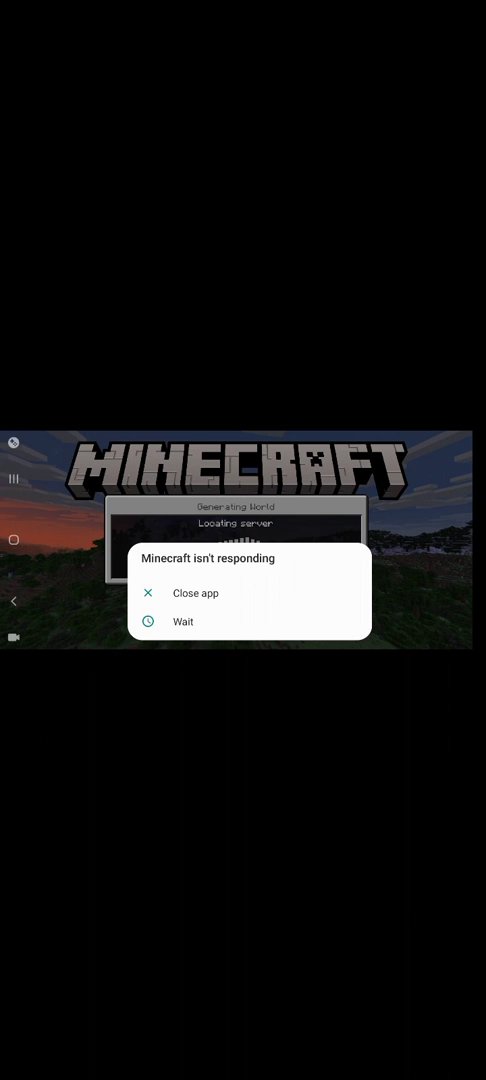 MINECRAFT
Generating World
Locating server
Minecraft isn't responding
Close app
Wait